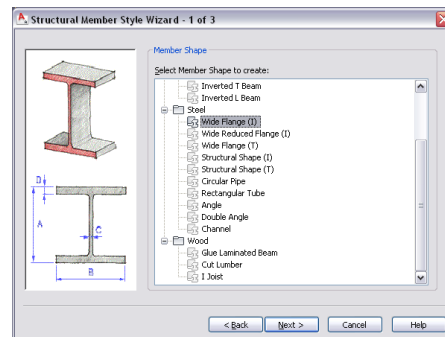 Structural Member Style Wizard - 1 of 3
Member Shape
Select Member Shape to create:
Inverted T Beam
Inverted L Beam
Steel
Wide Flange (I)
Wide Reduced Flange (I)
Wide Flange (T)
Structural Shape (I)
Structural Shape (T)
Circular Pipe
Rectangular Tube
Angle
Double Angle
Channel
Wood
Glue Laminated Beam
Cut Lumber
I Joist
D
A
C
B
< Back
Next >
Cancel
Help